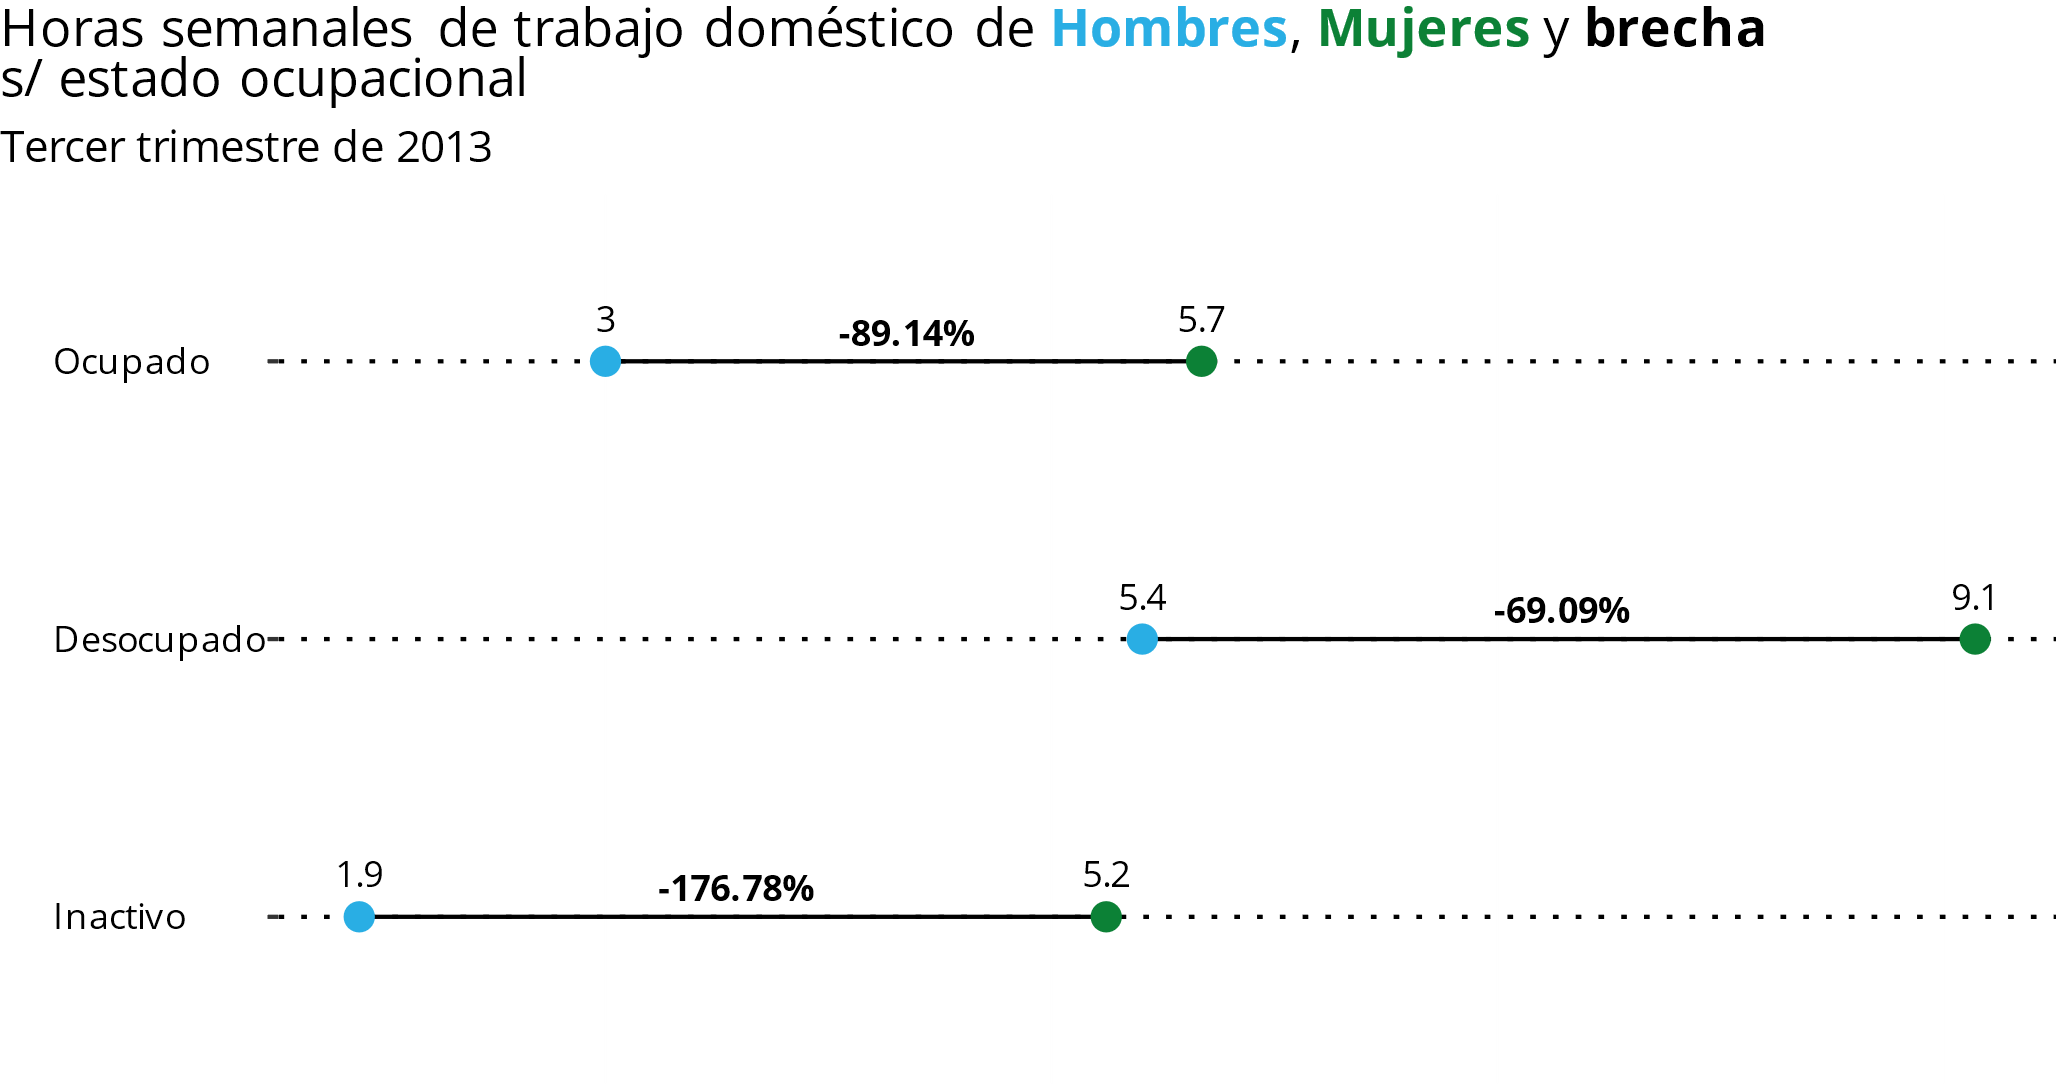 Horas semanales de trabajo doméstico de Hombres, Mujeres y brecha
s/ estado ocupacional
Tercer trimestre de 2013
3
-89.14%
5.7
Ocupado
5.4
-69.09%
9.1
Desocupado
1.9
-176.78%
5.2
Inactivo